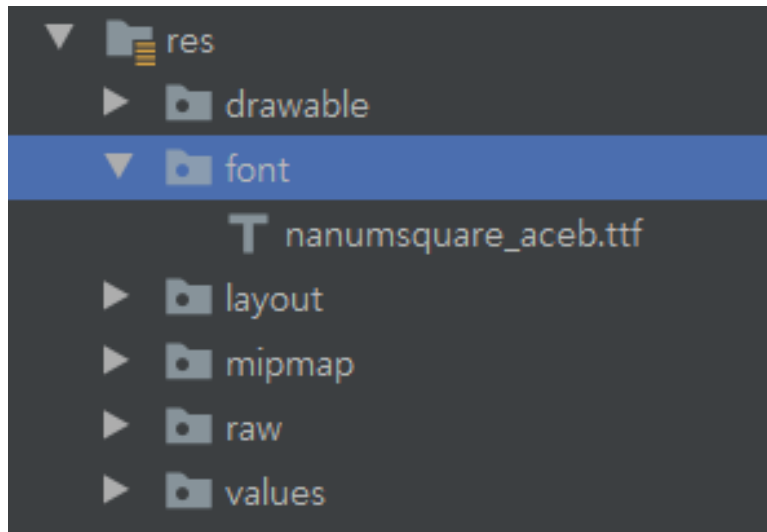 res
drawable
font
nanumsquare_aceb.ttf
layout
mipmap
raw
values